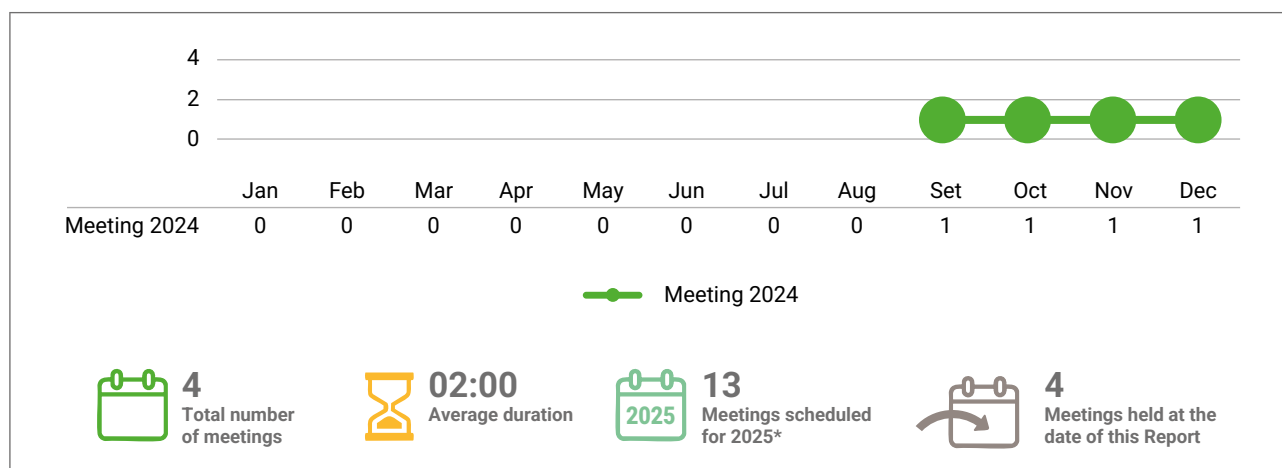 4
2
0
Jan Feb Mar Apr May Jun Jul Aug Set Oct Nov Dec
Meeting 2024 0 0 0 0 0 0 0 0 1 1 1 1
Meeting 2024
4
Total number
of meetings
02:00
Average duration
2025
13
Meetings scheduled
for 2025*
4
Meetings held at the
date of this Report